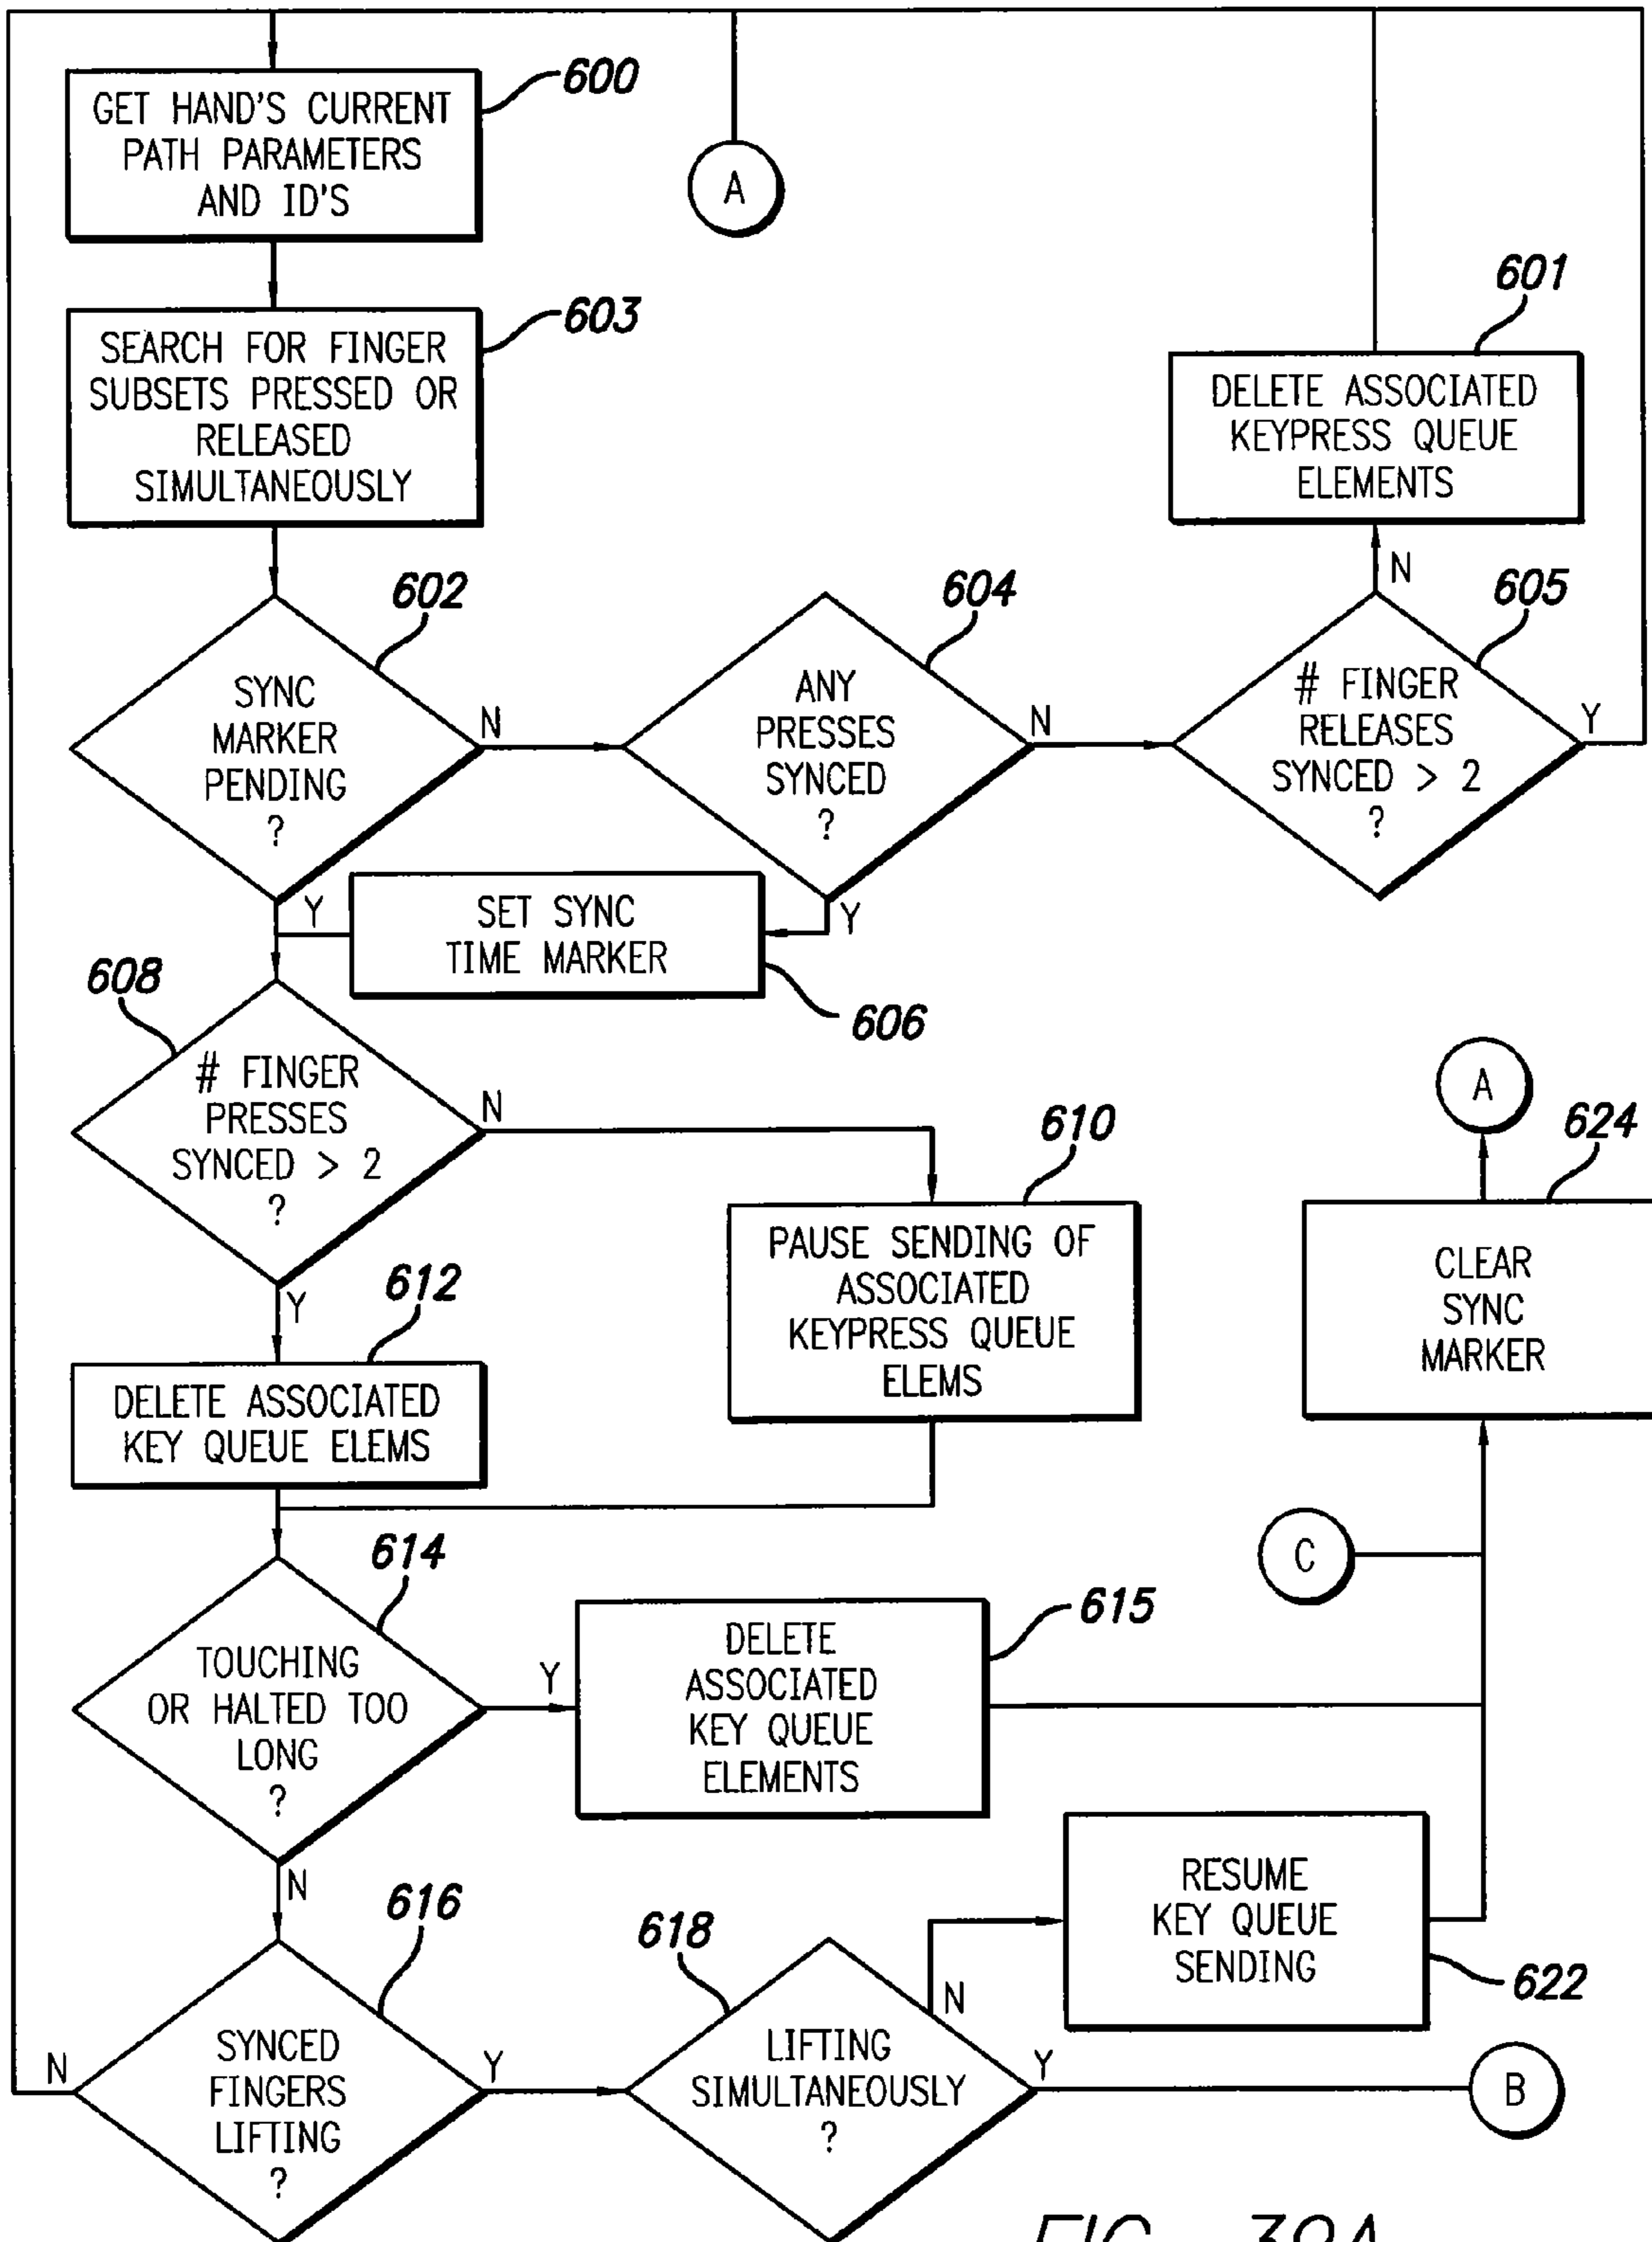 600
GET HAND'S CURRENT
PATH PARAMETERS
AND ID'S
A
603
SEARCH FOR FINGER
SUBSETS PRESSED OR
RELEASED
SIMULTANEOUSLY
601
DELETE ASSOCIATED
KEYPRESS QUEUE
ELEMENTS
N
602
SYNC
MARKER
PENDING
?
N
Y
604
ANY
PRESSES
SYNCED
?
N
Y
605
# FINGER
RELEASES
SYNCED > 2
?
Y
SET SYNC
TIME MARKER
606
608
# FINGER
PRESSES
SYNCED > 2
?
N
Y
610
PAUSE SENDING OF
ASSOCIATED
KEYPRESS QUEUE
ELEMS
A
624
CLEAR
SYNC
MARKER
612
DELETE ASSOCIATED
KEY QUEUE ELEMS
C
614
TOUCHING
OR HALTED TOO
LONG
?
Y
N
615
DELETE
ASSOCIATED
KEY QUEUE
ELEMENTS
RESUME
KEY QUEUE
SENDING
622
616
SYNCED
FINGERS
LIFTING
?
N
Y
618
LIFTING
SIMULTANEOUSLY
?
N
Y
B